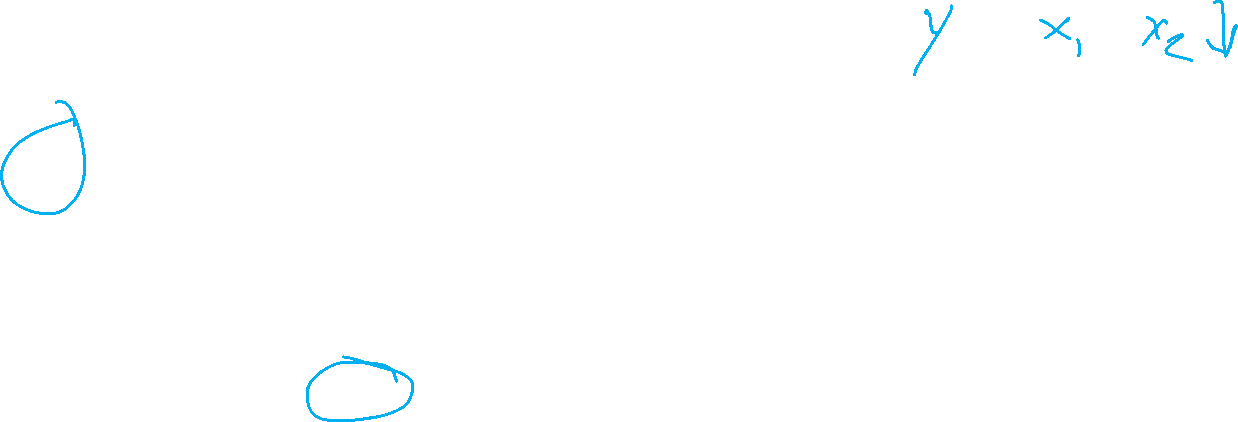 y x₁ x₂ ↓